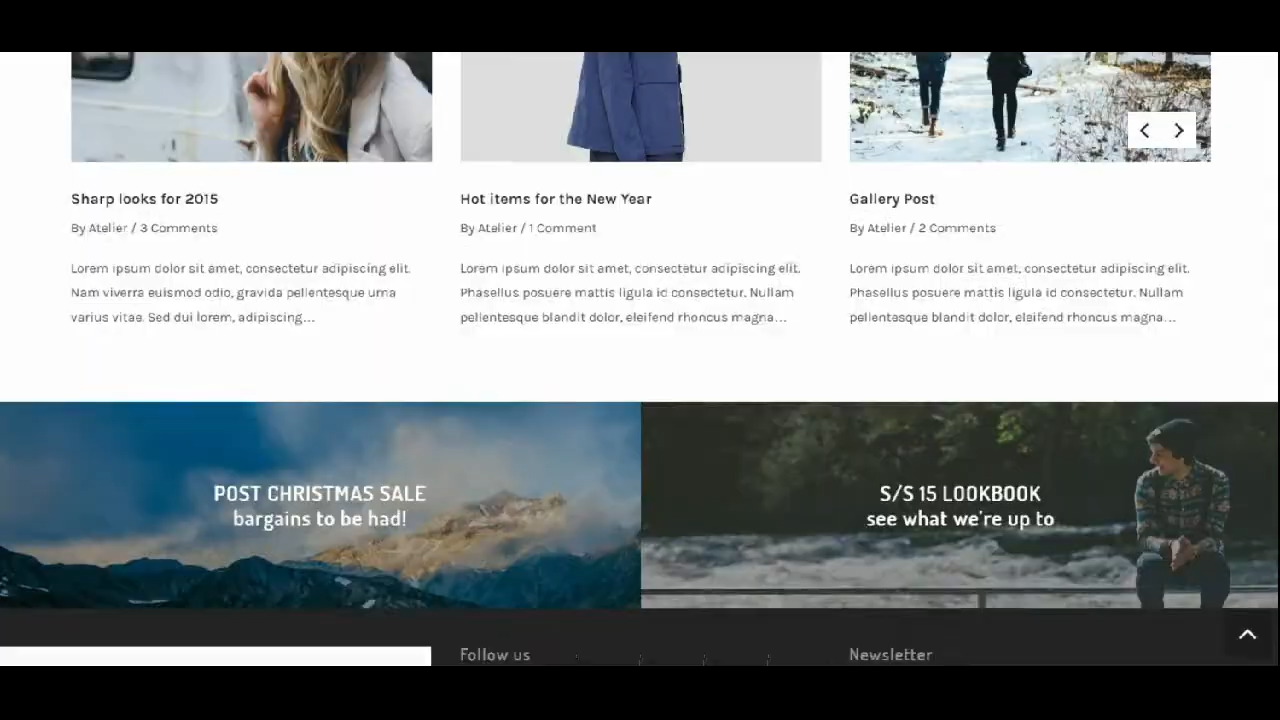 Sharp looks for 2015
By Atelier / 3 Comments
Lorem ipsum dolor sit amet, consectetur adipiscing elit.
Nam viverra euismod odio, gravida pellentesque urna
varius vitae. Sed dui lorem, adipiscing...
Hot items for the New Year
By Atelier / 1 Comment
Lorem ipsum dolor sit amet, consectetur adipiscing elit.
Phasellus posuere mattis ligula id consectetur. Nullam
pellentesque blandit dolor, eleifend rhoncus magna...
Gallery Post
By Atelier / 2 Comments
Lorem ipsum dolor sit amet, consectetur adipiscing elit.
Phasellus posuere mattis ligula id consectetur. Nullam
pellentesque blandit dolor, eleifend rhoncus magna...
POST CHRISTMAS SALE
bargains to be had!
S/S 15 LOOKBOOK
see what we're up to
Follow us
Newsletter